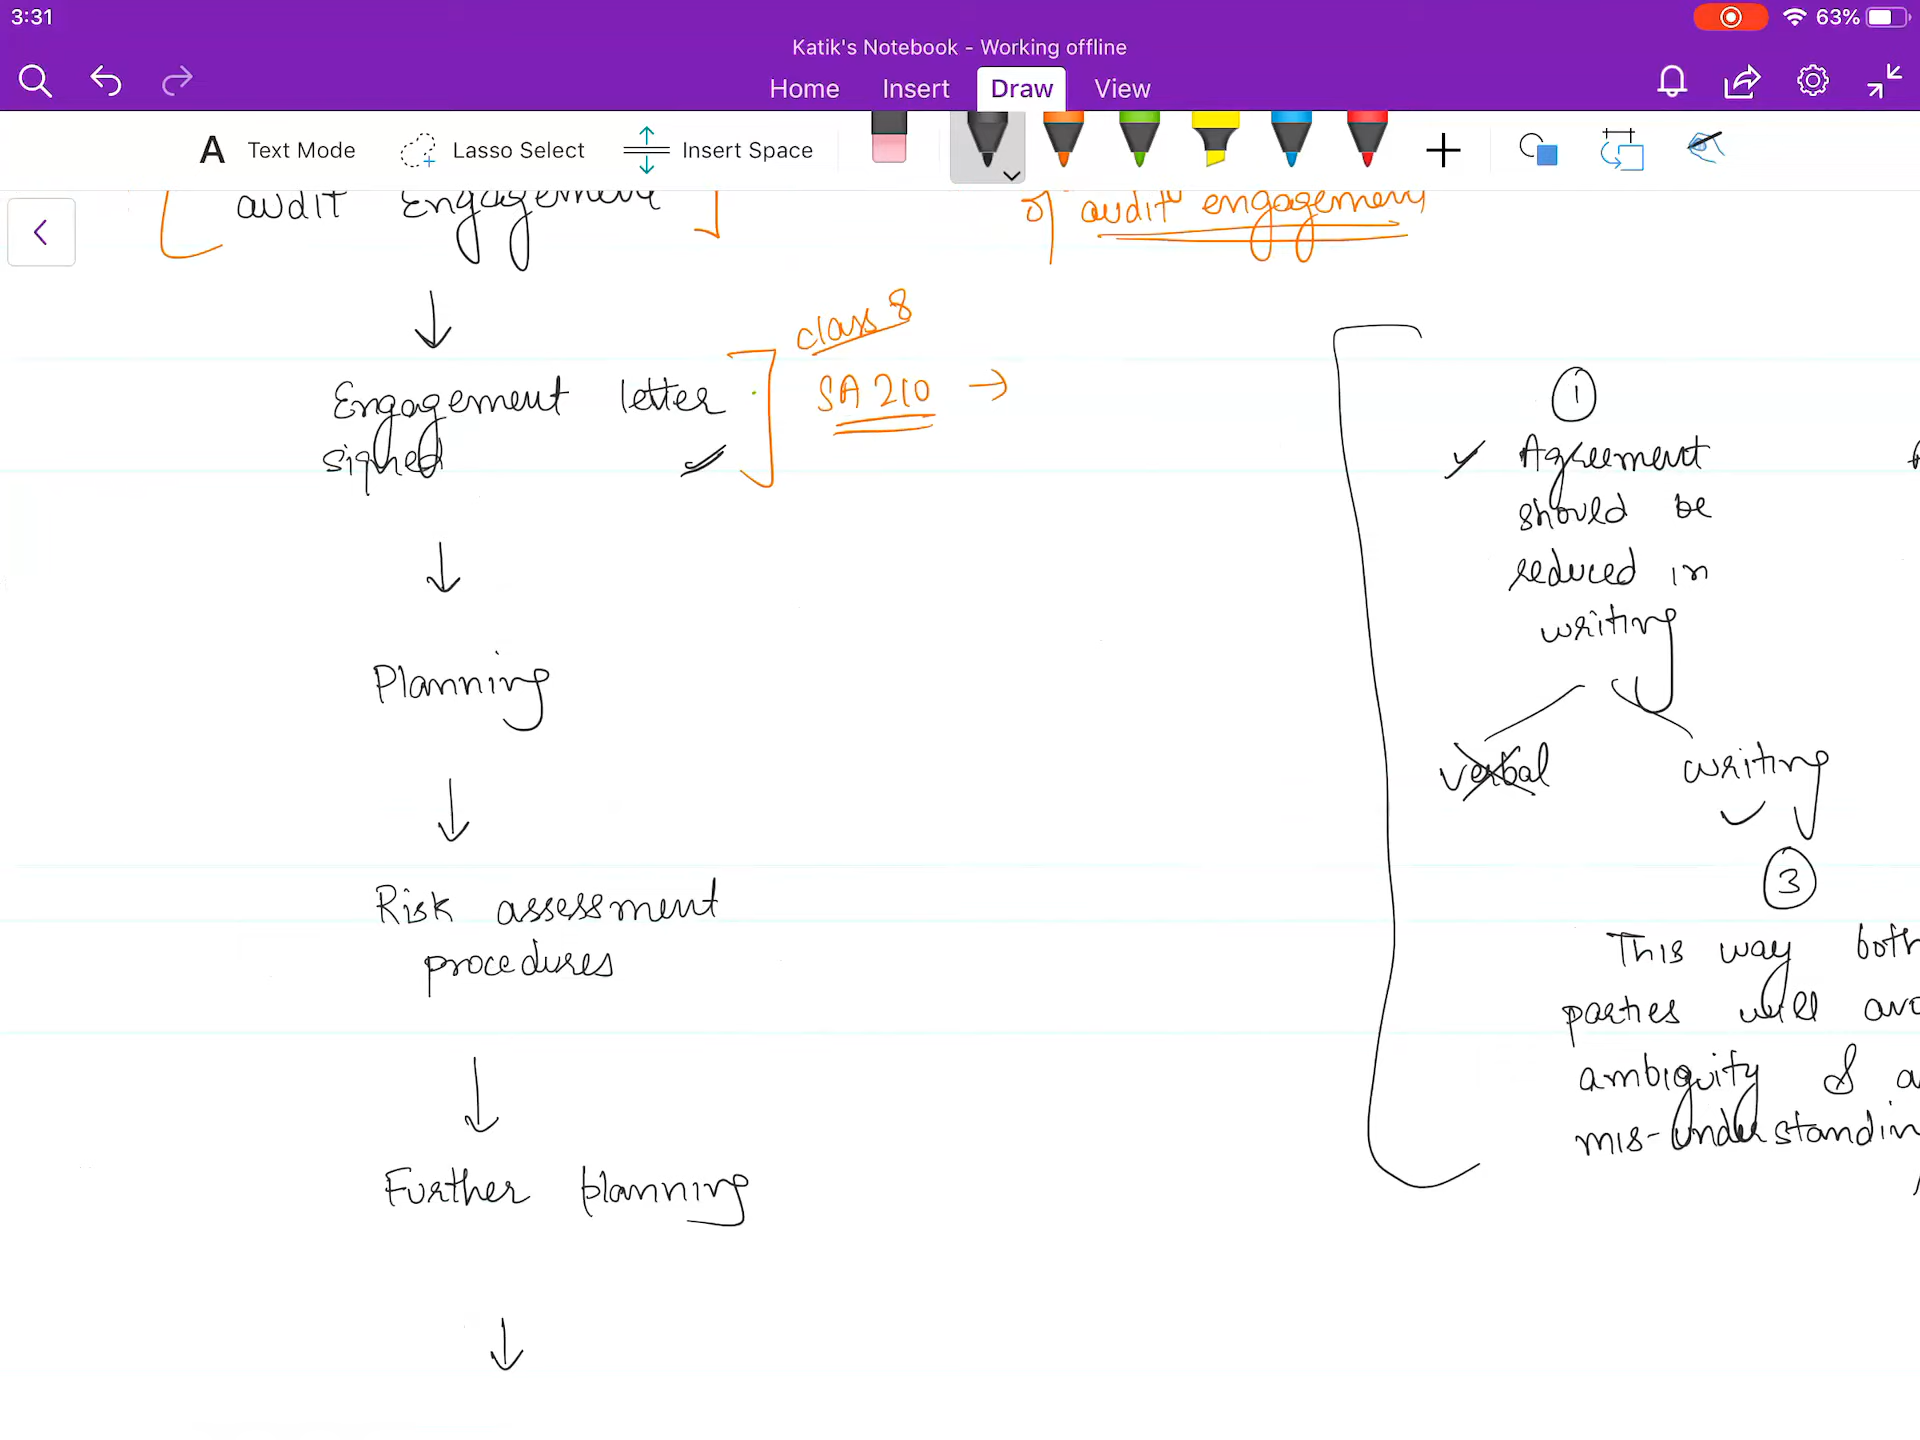 3:31
63%
Katik's Notebook - Working offline
Home Insert Draw View
A Text Mode Lasso Select Insert Space
audit Engagement
of audit engagement
class 8
Engagement letter
signed
SA 210 →
Planning
Risk assessment
procedures
Further planning
1
Agreement
should be
reduced in
writing
verbal writing
3
This way both
parties will
ambiguity &
mis-understandin